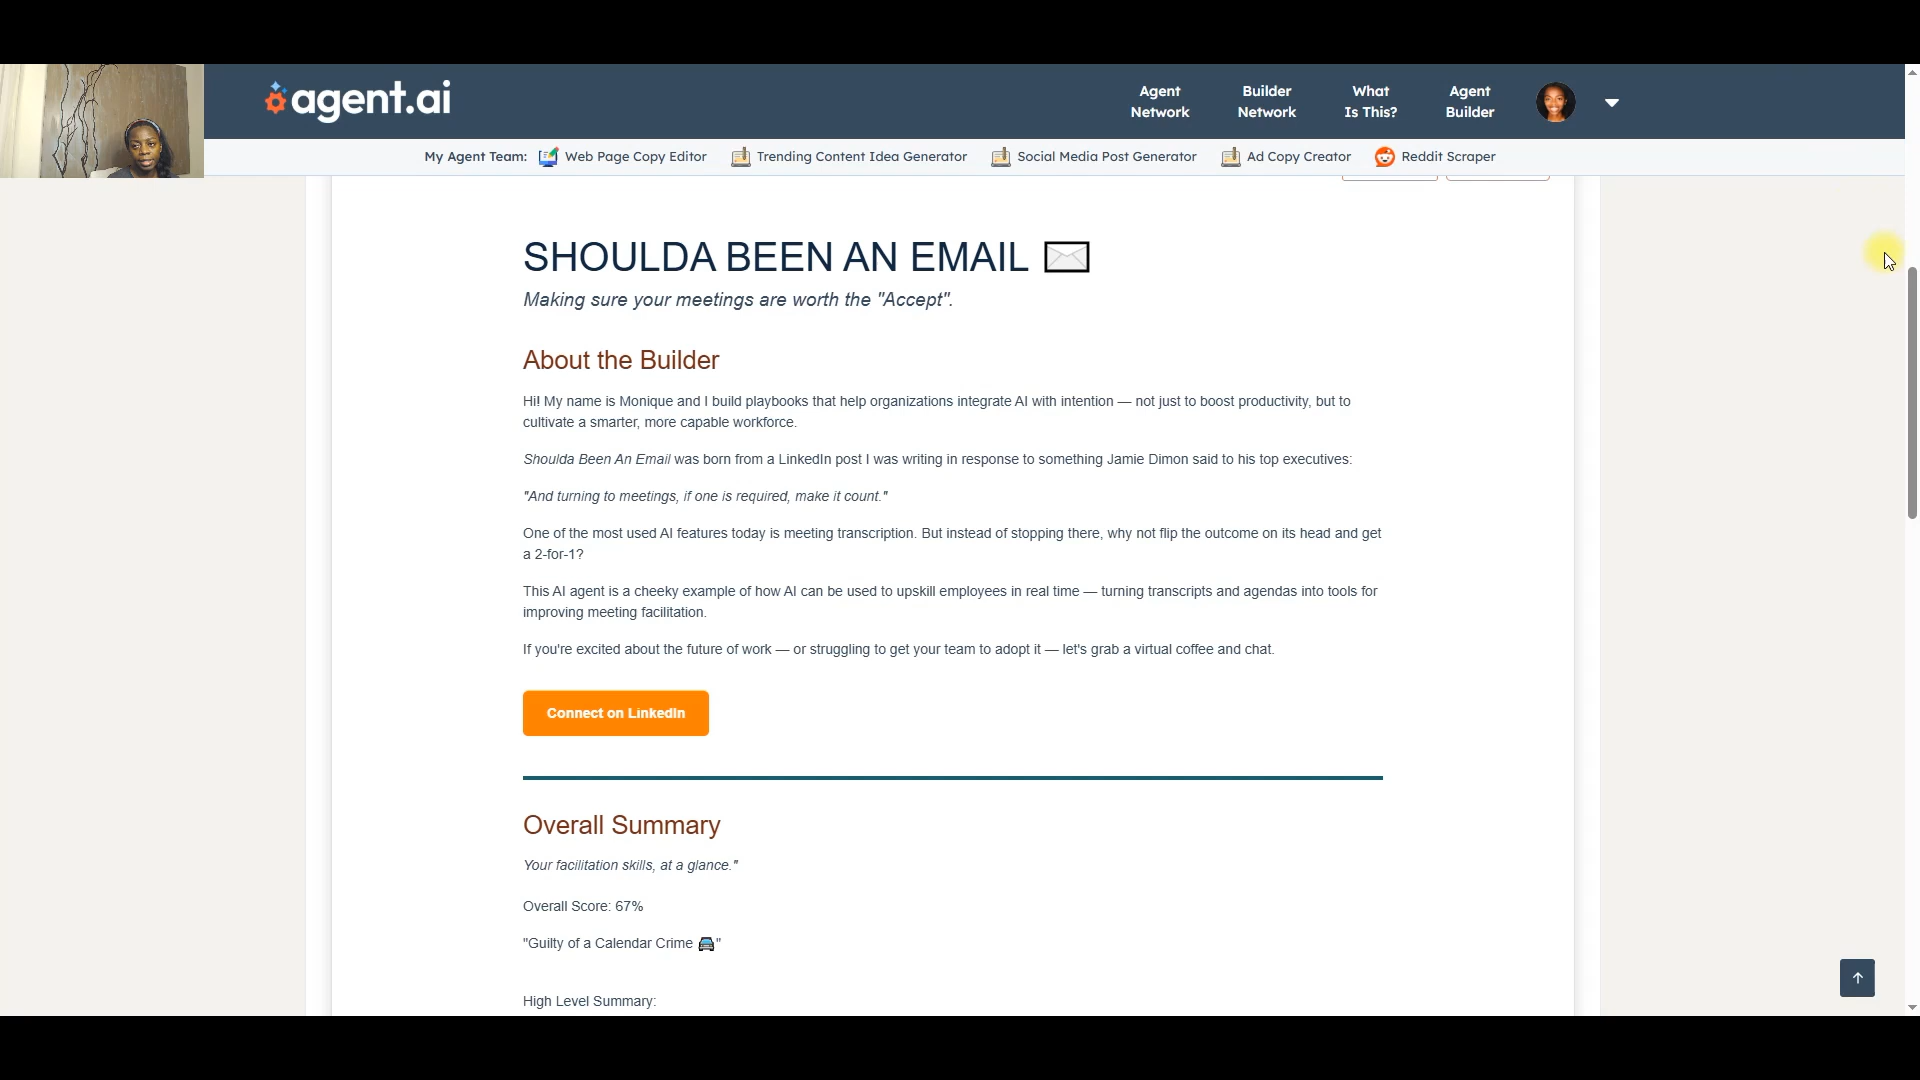 agent.ai
Agent Network
Builder Network
What Is This?
Agent Builder
My Agent Team: Web Page Copy Editor Trending Content Idea Generator Social Media Post Generator Ad Copy Creator Reddit Scraper
SHOULDA BEEN AN EMAIL
Making sure your meetings are worth the "Accept".
About the Builder
Hi! My name is Monique and I build playbooks that help organizations integrate AI with intention — not just to boost productivity, but to
cultivate a smarter, more capable workforce.
Shoulda Been An Email was born from a LinkedIn post I was writing in response to something Jamie Dimon said to his top executives:
"And turning to meetings, if one is required, make it count."
One of the most used AI features today is meeting transcription. But instead of stopping there, why not flip the outcome on its head and get
a 2-for-1?
This AI agent is a cheeky example of how AI can be used to upskill employees in real time — turning transcripts and agendas into tools for
improving meeting facilitation.
If you're excited about the future of work — or struggling to get your team to adopt it — let's grab a virtual coffee and chat.
Connect on LinkedIn
Overall Summary
Your facilitation skills, at a glance."
Overall Score: 67%
"Guilty of a Calendar Crime 🚔"
High Level Summary: